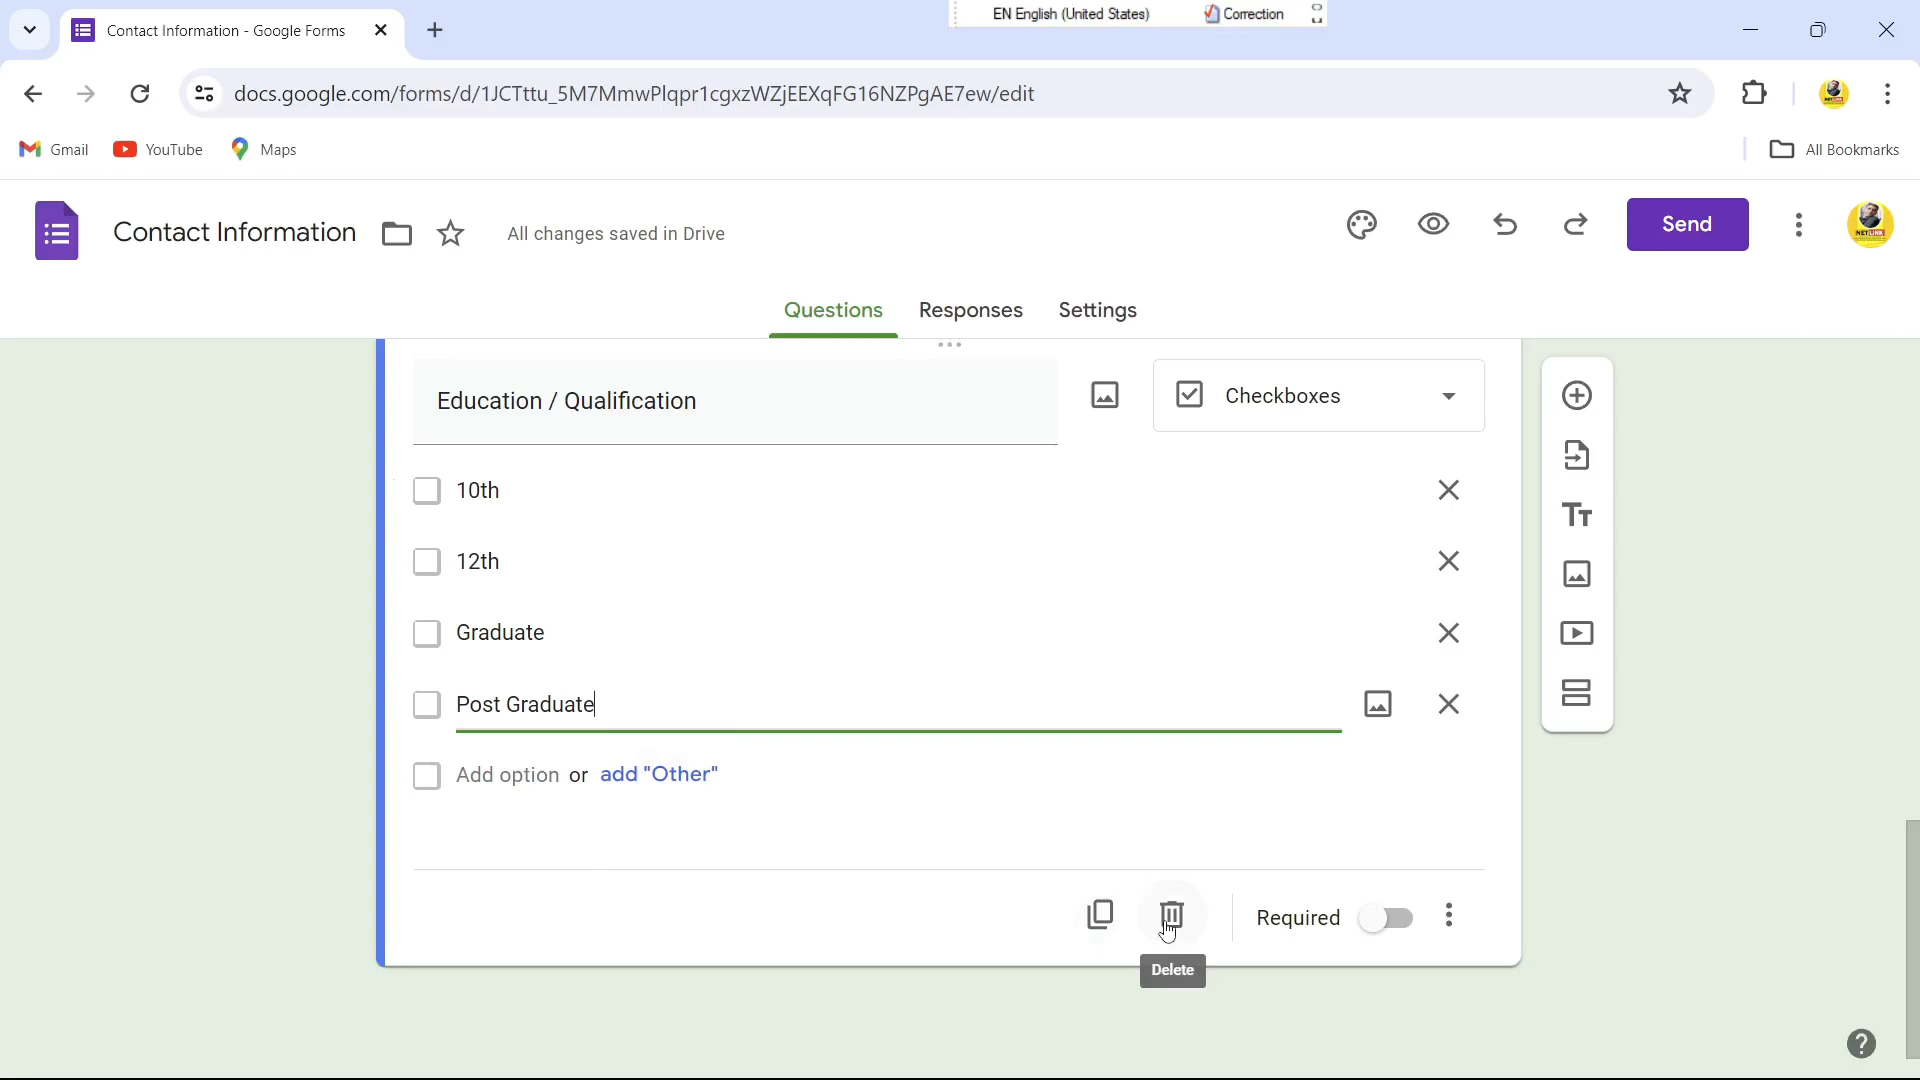 EN English (United States)
Correction
Contact Information - Google Forms
docs.google.com/forms/d/1JCTttu_5M7MmwPlqpr1cgxzWZjEEXqFG16NZPgAE7ew/edit
Gmail
YouTube
Maps
All Bookmarks
Contact Information
All changes saved in Drive
Send
NETLINK
Questions
Responses
Settings
Education / Qualification
Checkboxes
10th
12th
Graduate
Post Graduate
Add option or add "Other"
Required
Delete